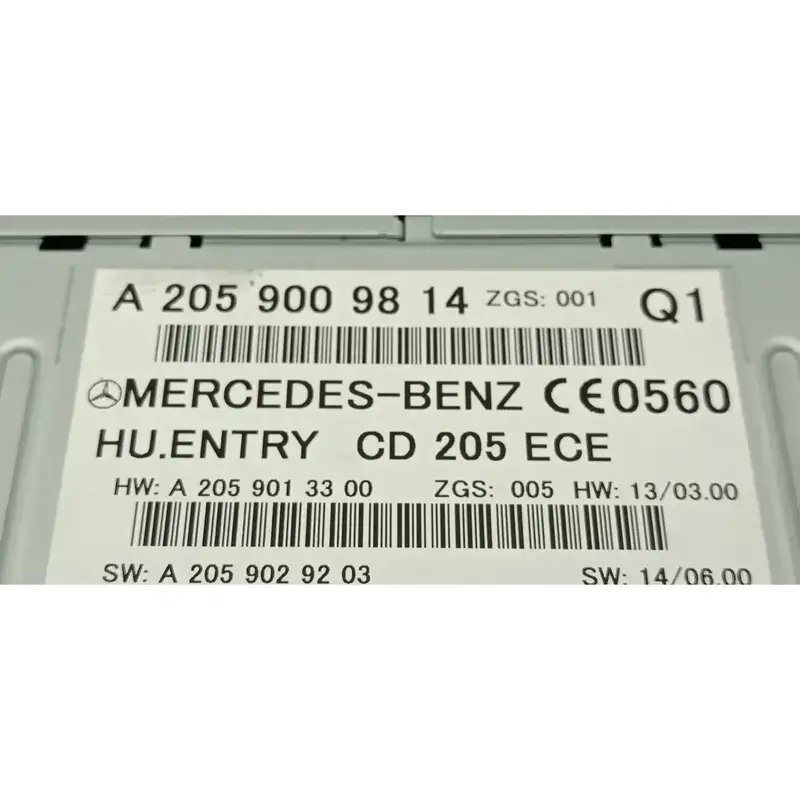 A 205 900 98 14 ZGS: 001 Q1
MERCEDES-BENZ CE0560
HU.ENTRY CD 205 ECE
HW: A 205 901 33 00 ZGS: 005 HW: 13/03.00
SW: A 205 902 92 03 SW: 14/06.00